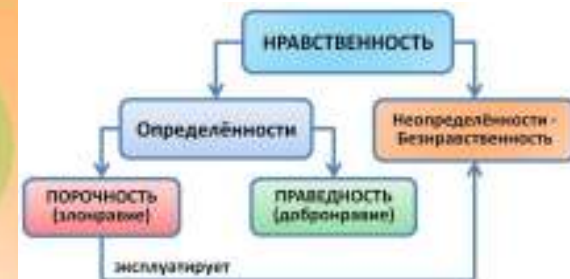 НРАВСТВЕННОСТЬ
Определённости
Неопределённости -
Безнравственность
ПОРОЧНОСТЬ
(злонравие)
ПРАВЕДНОСТЬ
(добронравие)
эксплуатирует